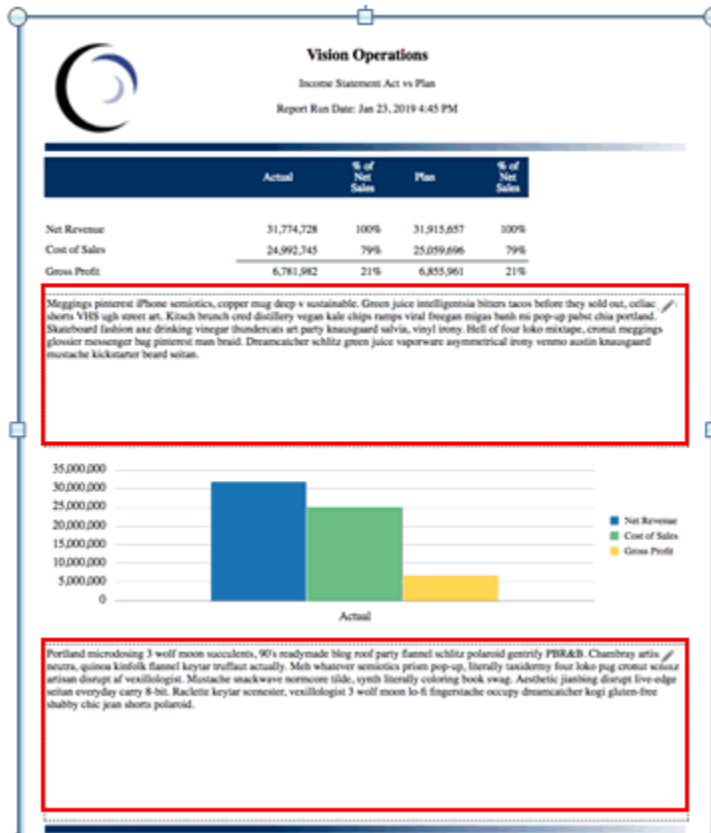 Vision Operations
Income Statement Act vs Plan
Report Run Date: Jan 23, 2019 4:45 PM
Actual % of Net Sales Plan % of Net Sales
Net Revenue 31,774,728 100% 31,915,657 100%
Cost of Sales 24,992,745 79% 25,059,696 79%
Gross Profit 6,781,982 21% 6,855,961 21%
Meggings pinterest iPhone semiotics, copper mug deep v sustainable. Green juice intelligentsia bitters tacos before they sold out, celiac
shorts VHS ugh street art. Kitsch brunch cred distillery vegan kale chips ramps viral freegan migas banh mi pop-up pabst chia portland.
Skateboard fashion axe drinking vinegar thundercats art party knausgaard salvia, vinyl irony. Hell of four loko mixtape, cronut meggings
glossier messenger bag pinterest man braid. Dreamcatcher schlitz green juice vaporware asymmetrical irony venmo austin knausgaard
mustache kickstarter beard seitan.
35,000,000
30,000,000
25,000,000
20,000,000
15,000,000
10,000,000
5,000,000
0
Actual
Net Revenue
Cost of Sales
Gross Profit
Portland microdosing 3 wolf moon succulents, 90's readymade blog roof party flannel schlitz polaroid gentrify PBR&B. Chambray artis
neutra, quinoa kinfolk flannel keytar truffaut actually. Meh whatever semiotics prism pop-up, literally taxidermy four loko pug cronut
artisan disrupt af vexillologist. Mustache snackwave normcore tilde, synth literally coloring book swag. Aesthetic jianbing disrupt live-edge
seitan everyday carry 8-bit. Raclette keytar scenester, vexillologist 3 wolf moon lo-fi fingerstache occupy dreamcatcher kogi gluten-free
shabby chic jean shorts polaroid.